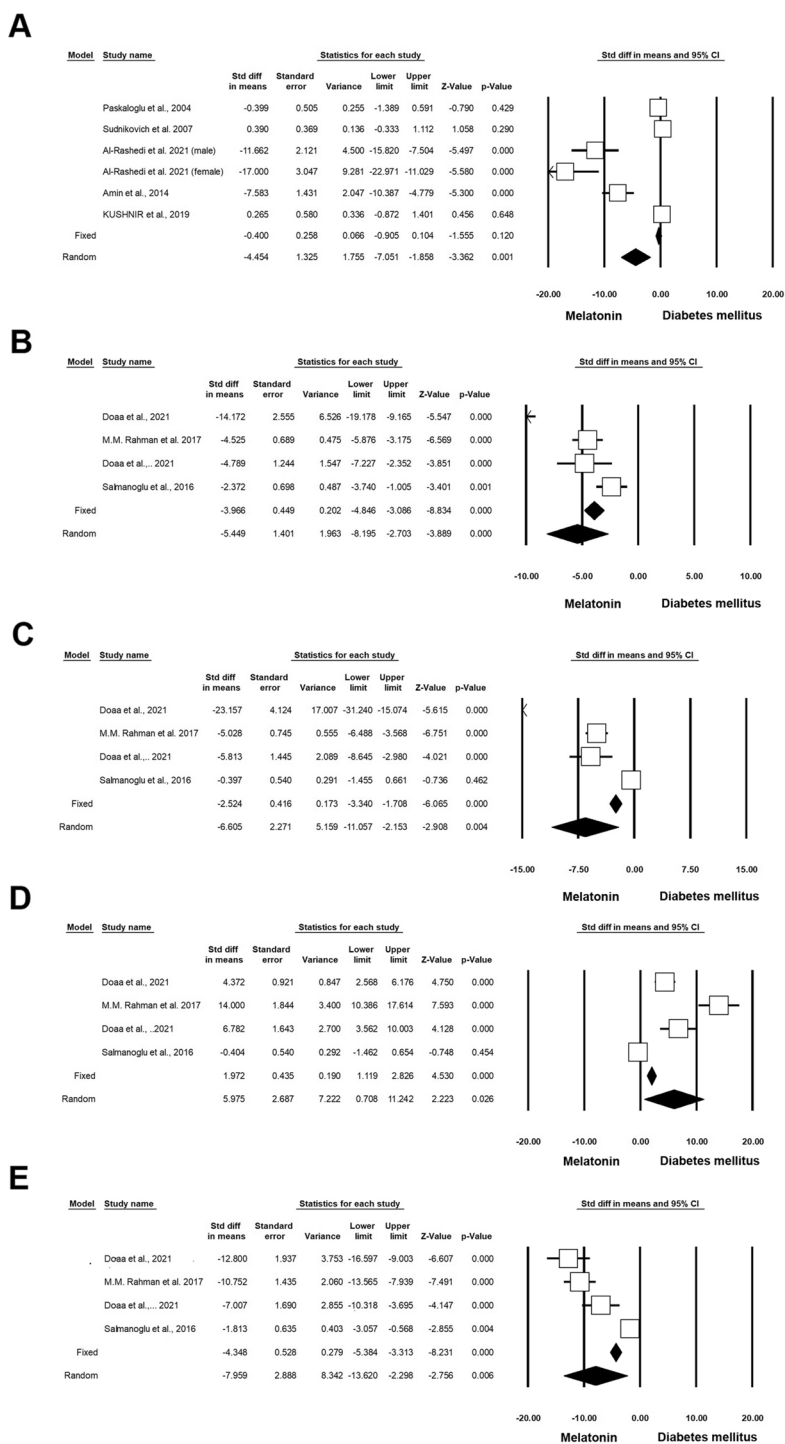 A
Model Study name Statistics for each study Std diff in means and 95% CI
Std diff Standard Lower Upper
in means error Variance limit limit Z-Value p-Value
Paskaloglu et al., 2004 -0.399 0.505 0.255 -1.389 0.591 -0.790 0.429
Sudnikovich et al. 2007 0.390 0.369 0.136 -0.333 1.112 1.058 0.290
Al-Rashedi et al. 2021 (male) -11.662 2.121 4.500 -15.820 -7.504 -5.497 0.000
Al-Rashedi et al. 2021 (female) -17.000 3.047 9.281 -22.971 -11.029 -5.580 0.000
Amin et al., 2014 -7.583 1.431 2.047 -10.387 -4.779 -5.300 0.000
KUSHNIR et al., 2019 0.265 0.580 0.336 -0.872 1.401 0.456 0.648
Fixed -0.400 0.258 0.066 -0.905 0.104 -1.555 0.120
Random -4.454 1.325 1.755 -7.051 -1.858 -3.362 0.001
-20.00 -10.00 0.00 10.00 20.00
Melatonin Diabetes mellitus
B
Model Study name Statistics for each study Std diff in means and 95% CI
Std diff Standard Lower Upper
in means error Variance limit limit Z-Value p-Value
Doaa et al., 2021 -14.172 2.555 6.526 -19.178 -9.165 -5.547 0.000
M.M. Rahman et al. 2017 -4.525 0.689 0.475 -5.876 -3.175 -6.569 0.000
Doaa et al.,.. 2021 -4.789 1.244 1.547 -7.227 -2.352 -3.851 0.000
Salmanoglu et al., 2016 -2.372 0.698 0.487 -3.740 -1.005 -3.401 0.001
Fixed -3.966 0.449 0.202 -4.846 -3.086 -8.834 0.000
Random -5.449 1.401 1.963 -8.195 -2.703 -3.889 0.000
-10.00 -5.00 0.00 5.00 10.00
Melatonin Diabetes mellitus
C
Model Study name Statistics for each study Std diff in means and 95% CI
Std diff Standard Lower Upper
in means error Variance limit limit Z-Value p-Value
Doaa et al., 2021 -23.157 4.124 17.007 -31.240 -15.074 -5.615 0.000
M.M. Rahman et al. 2017 -5.028 0.745 0.555 -6.488 -3.568 -6.751 0.000
Doaa et al.,.. 2021 -5.813 1.445 2.089 -8.645 -2.980 -4.021 0.000
Salmanoglu et al., 2016 -0.397 0.540 0.291 -1.455 0.661 -0.736 0.462
Fixed -2.524 0.416 0.173 -3.340 -1.708 -6.065 0.000
Random -6.605 2.271 5.159 -11.057 -2.153 -2.908 0.004
-15.00 -7.50 0.00 7.50 15.00
Melatonin Diabetes mellitus
D
Model Study name Statistics for each study Std diff in means and 95% CI
Std diff Standard Lower Upper
in means error Variance limit limit Z-Value p-Value
Doaa et al., 2021 4.372 0.921 0.847 2.568 6.176 4.750 0.000
M.M. Rahman et al. 2017 14.000 1.844 3.400 10.386 17.614 7.593 0.000
Doaa et al., ..2021 6.782 1.643 2.700 3.562 10.003 4.128 0.000
Salmanoglu et al., 2016 -0.404 0.540 0.292 -1.462 0.654 -0.748 0.454
Fixed 1.972 0.435 0.190 1.119 2.826 4.530 0.000
Random 5.975 2.687 7.222 0.708 11.242 2.223 0.026
-20.00 -10.00 0.00 10.00 20.00
Melatonin Diabetes mellitus
E
Model Study name Statistics for each study Std diff in means and 95% CI
Std diff Standard Lower Upper
in means error Variance limit limit Z-Value p-Value
Doaa et al., 2021 -12.800 1.937 3.753 -16.597 -9.003 -6.607 0.000
M.M. Rahman et al. 2017 -10.752 1.435 2.060 -13.565 -7.939 -7.491 0.000
Doaa et al.,... 2021 -7.007 1.690 2.855 -10.318 -3.695 -4.147 0.000
Salmanoglu et al., 2016 -1.813 0.635 0.403 -3.057 -0.568 -2.855 0.004
Fixed -4.348 0.528 0.279 -5.384 -3.313 -8.231 0.000
Random -7.959 2.888 8.342 -13.620 -2.298 -2.756 0.006
-20.00 -10.00 0.00 10.00 20.00
Melatonin Diabetes mellitus